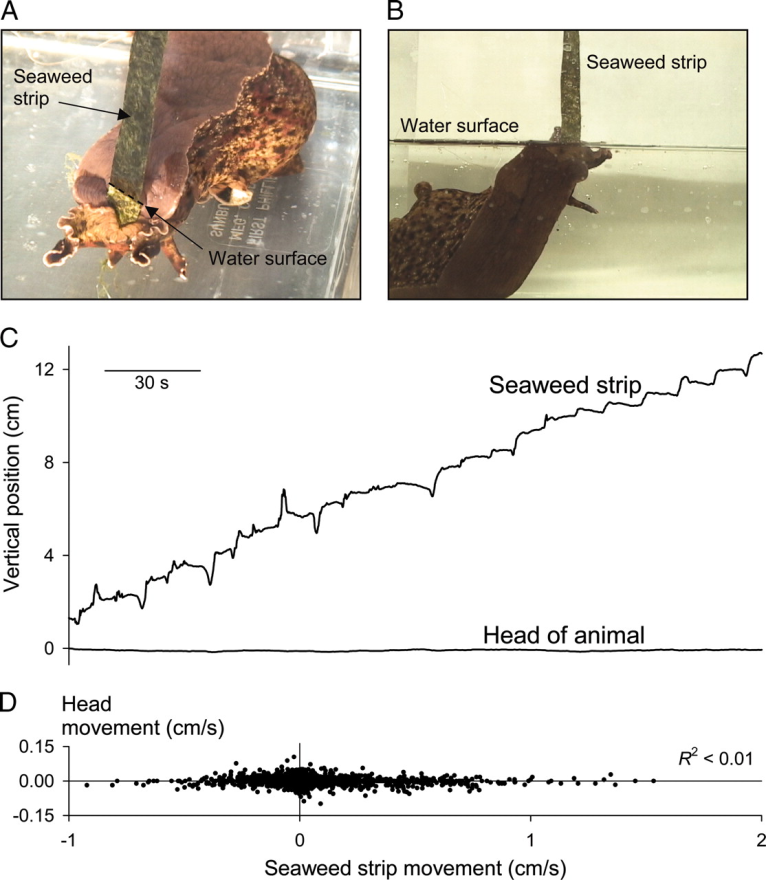 A
Seaweed
strip
Water surface
B
Seaweed strip
Water surface
C
Vertical position (cm)
12
8
4
0
30 s
Seaweed strip
Head of animal
D
Head
movement (cm/s)
0.15
0.00
-0.15
R² < 0.01
-1
0
1
2
Seaweed strip movement (cm/s)